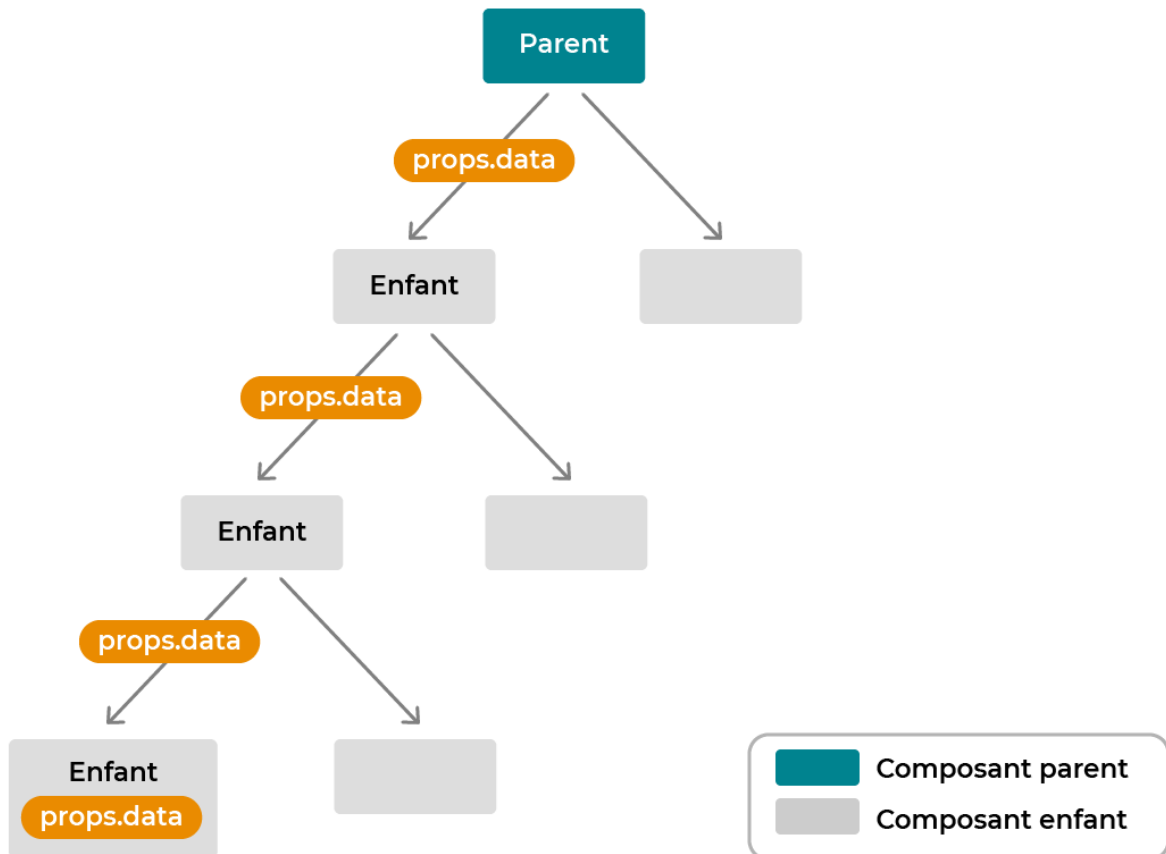 Parent
props.data
Enfant
props.data
Enfant
props.data
Enfant
props.data
Composant parent
Composant enfant